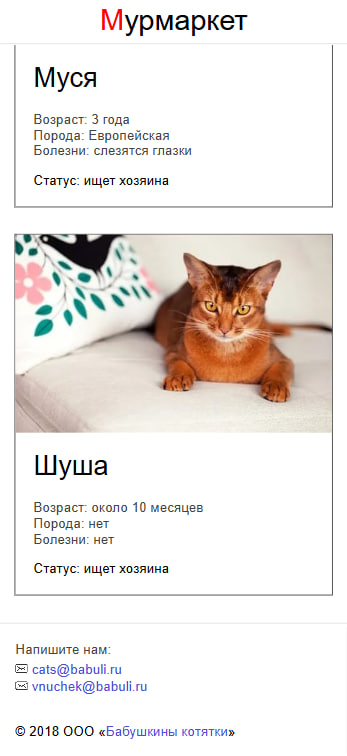 Мурмаркет
Муся
Возраст: 3 года
Порода: Европейская
Болезни: слезятся глазки
Статус: ищет хозяина
Шуша
Возраст: около 10 месяцев
Порода: нет
Болезни: нет
Статус: ищет хозяина
Напишите нам:
cats@babuli.ru
vnuchek@babuli.ru
© 2018 ООО «Бабушкины котятки»